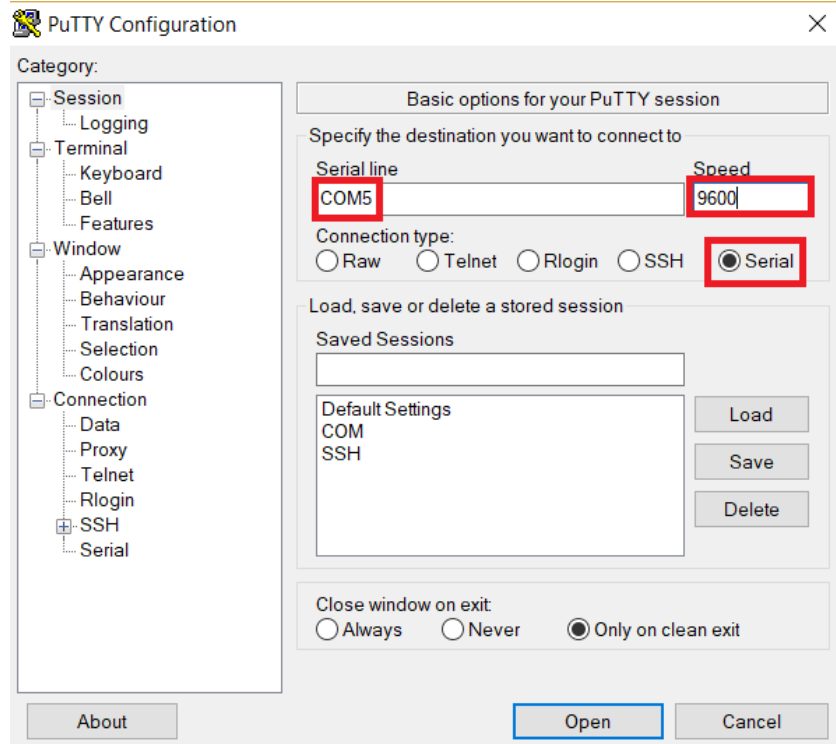 PuTTY Configuration
Category:
Session
Logging
Terminal
Keyboard
Bell
Features
Window
Appearance
Behaviour
Translation
Selection
Colours
Connection
Data
Proxy
Telnet
Rlogin
SSH
Serial
Basic options for your PuTTY session
Specify the destination you want to connect to
Serial line Speed
COM5 9600
Connection type:
Raw Telnet Rlogin SSH Serial
Load, save or delete a stored session
Saved Sessions
Default Settings
COM
SSH
Load
Save
Delete
Close window on exit:
Always Never Only on clean exit
About Open Cancel